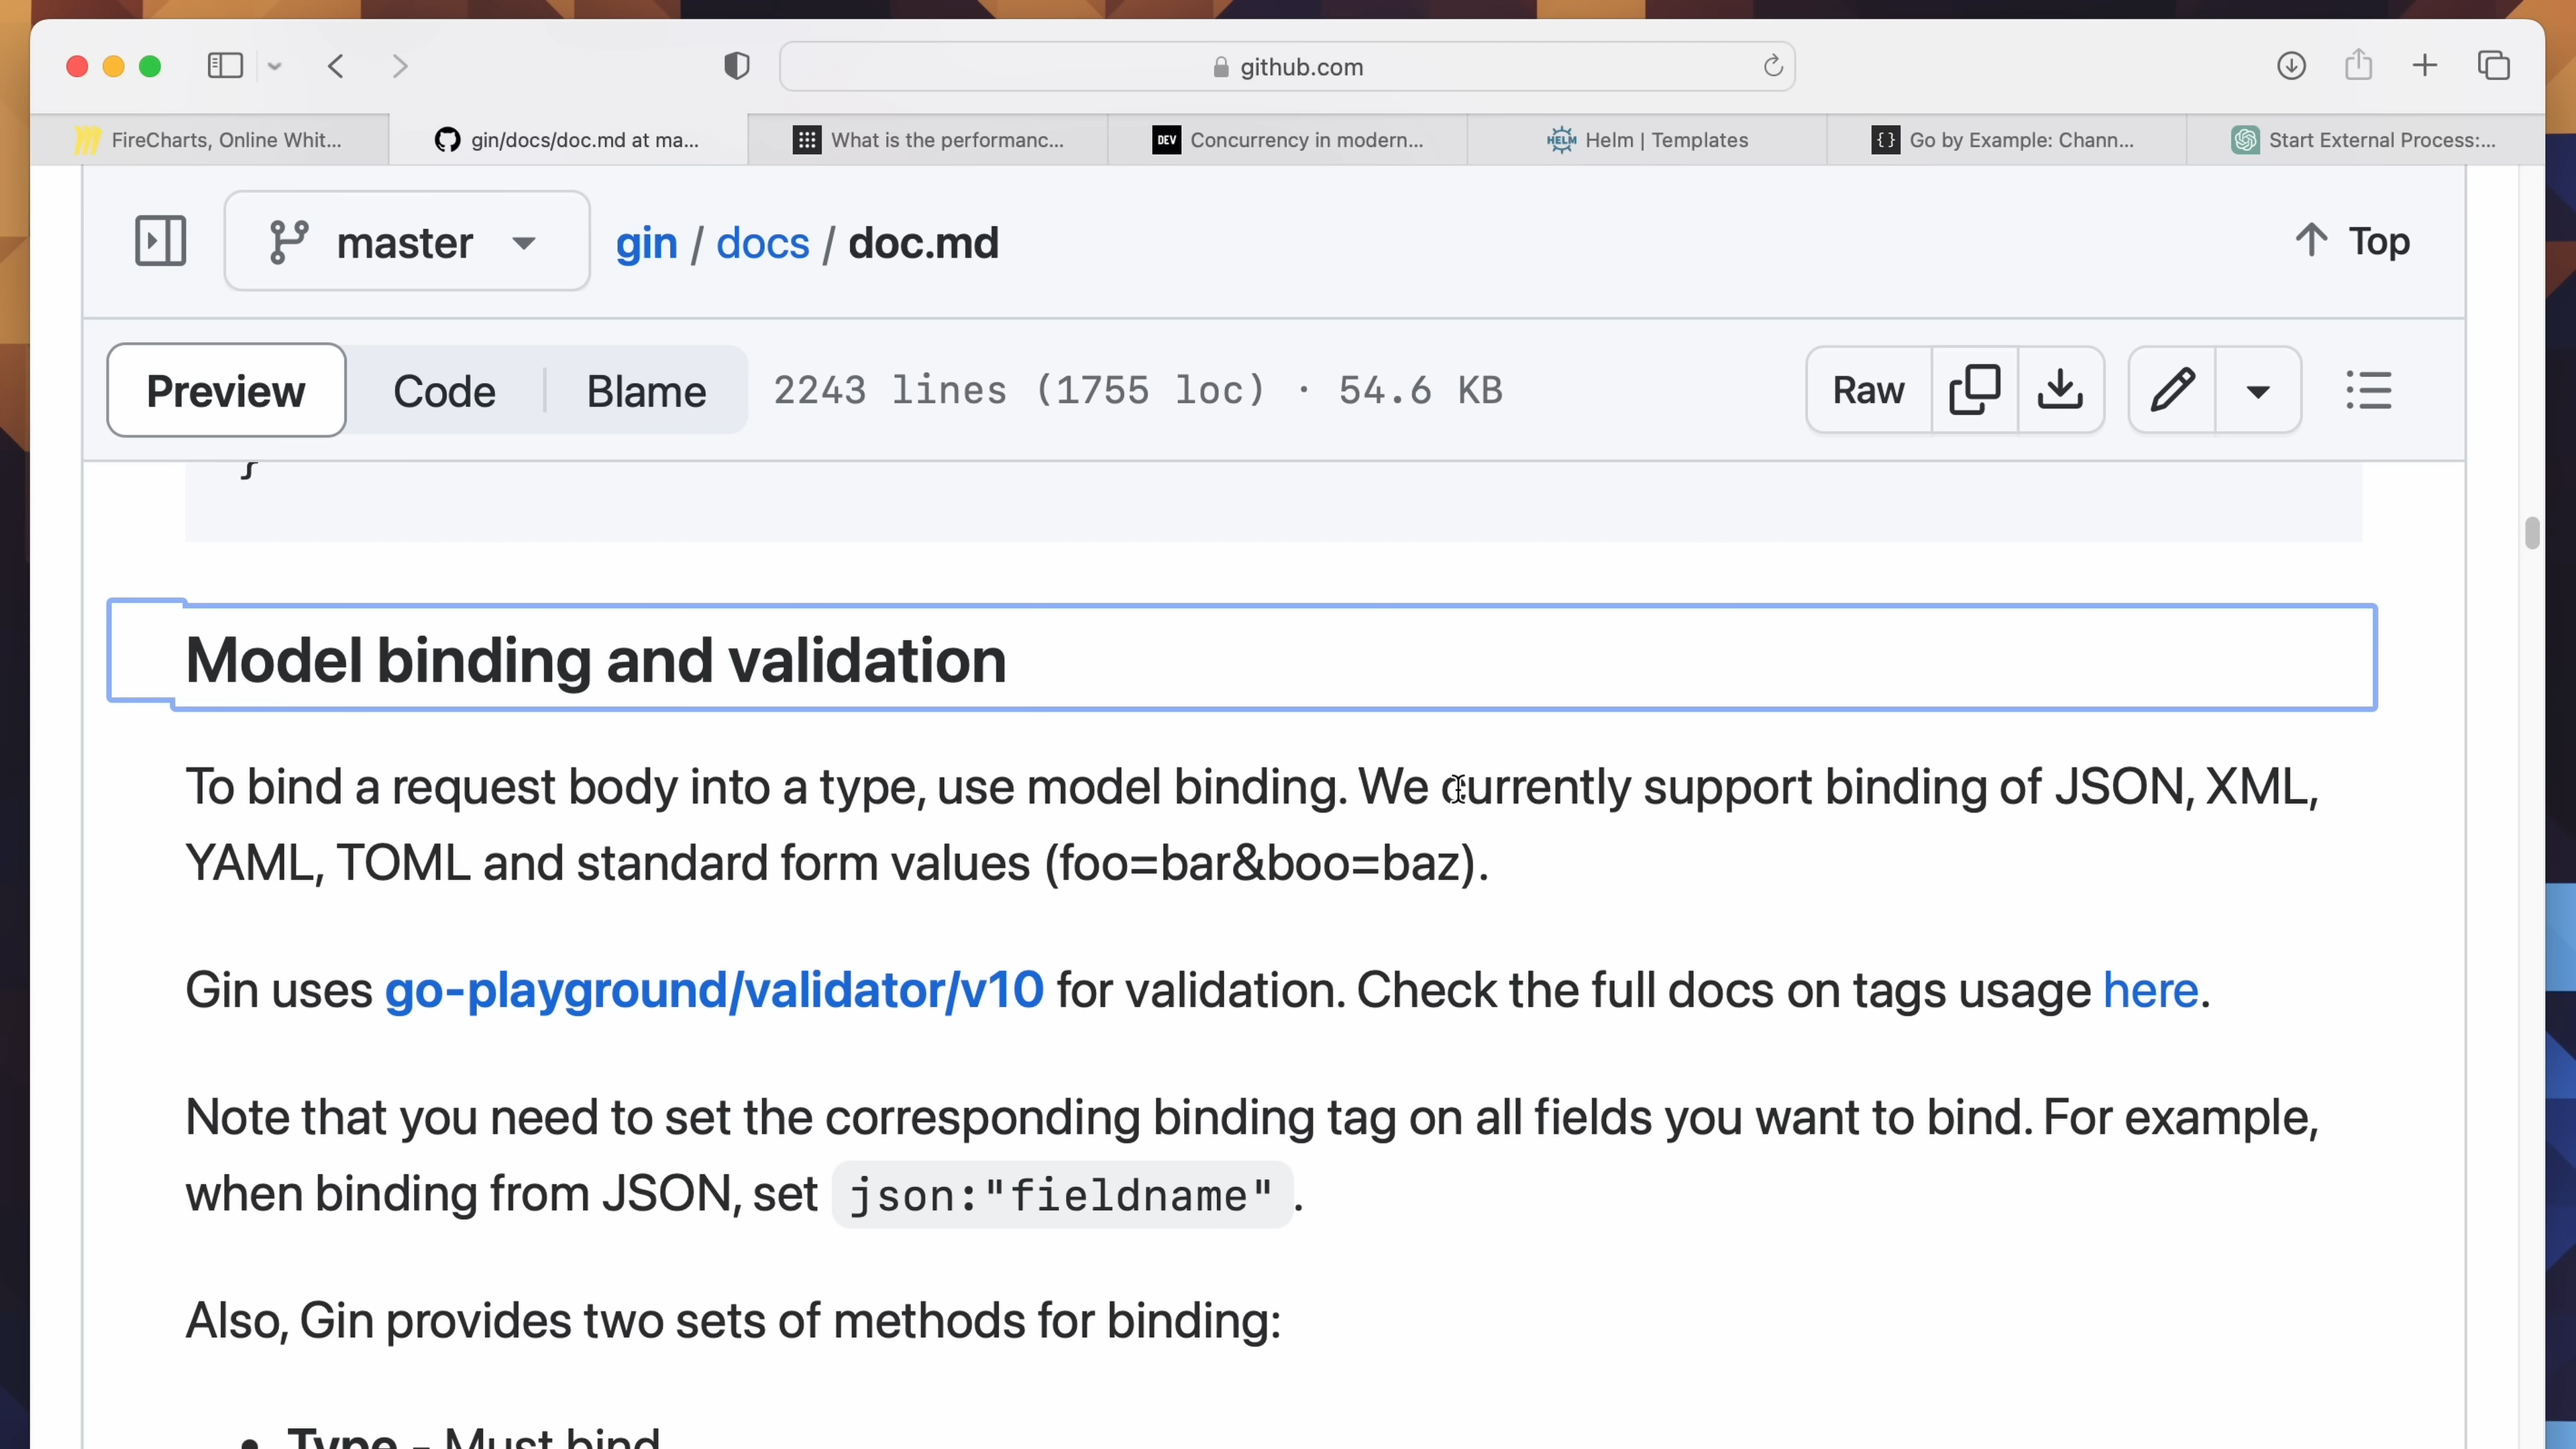 github.com
FireCharts, Online Whit...
gin/docs/doc.md at ma...
What is the performanc...
DEV Concurrency in modern...
HELM Helm | Templates
{} Go by Example: Chann...
Start External Process:...
master
gin / docs / doc.md
Top
Preview
Code
Blame
2243 lines (1755 loc) · 54.6 KB
Raw
}
Model binding and validation
To bind a request body into a type, use model binding. We currently support binding of JSON, XML,
YAML, TOML and standard form values (foo=bar&boo=baz).
Gin uses go-playground/validator/v10 for validation. Check the full docs on tags usage here.
Note that you need to set the corresponding binding tag on all fields you want to bind. For example,
when binding from JSON, set json:"fieldname".
Also, Gin provides two sets of methods for binding:
• Type - Must bind